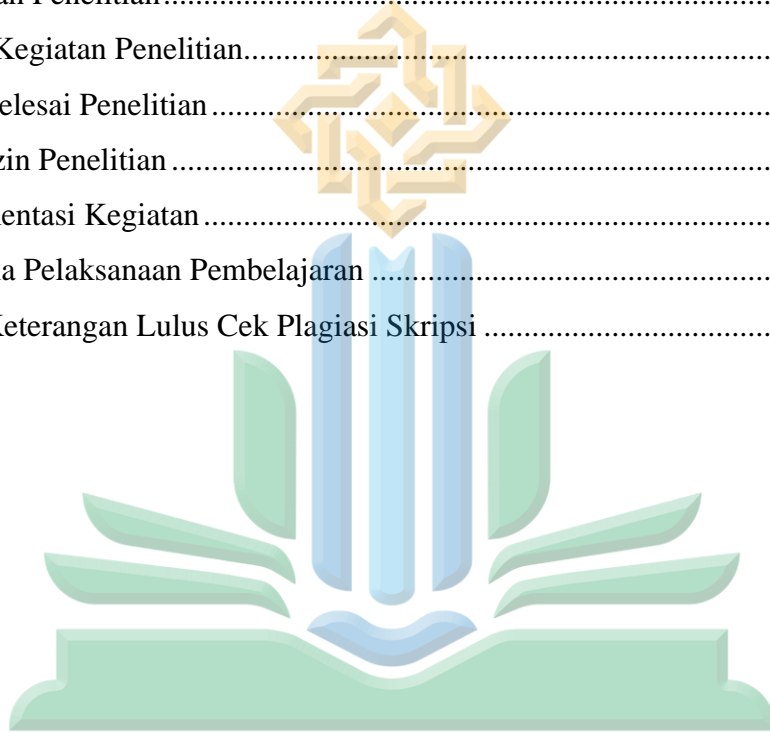 an Penelitian
Kegiatan Penelitian
elesai Penelitian
zin Penelitian
entasi Kegiatan
a Pelaksanaan Pembelajaran
Keterangan Lulus Cek Plagiasi Skripsi